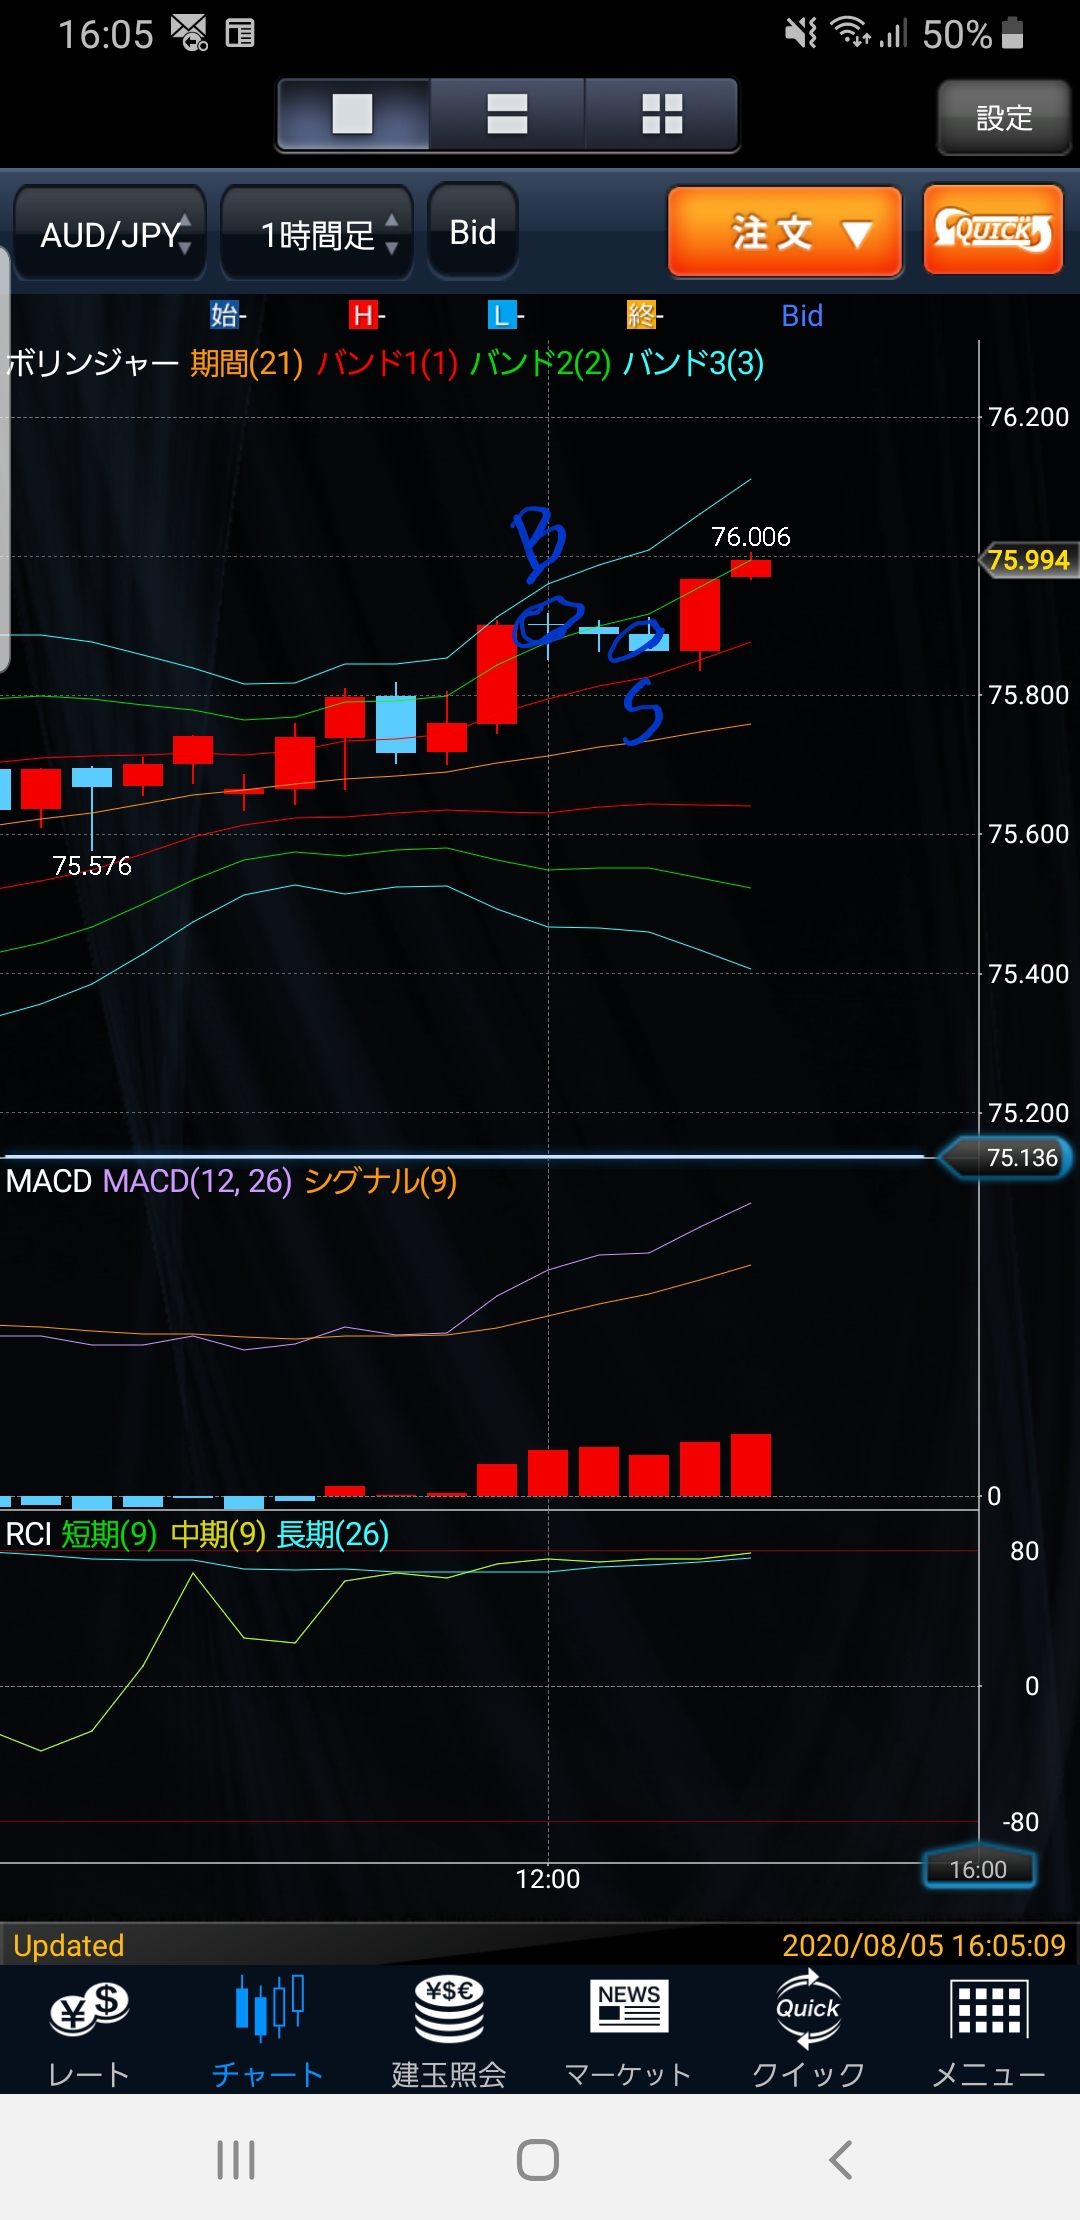 16:05 50%
設定
AUD/JPY 1時間足 Bid 注文 ▼ QUICK
始- H- L- 終- Bid
ボリンジャー 期間(21) バンド1(1) バンド2(2) バンド3(3)
76.200
B
76.006
75.994
S
75.800
75.600
75.576
75.400
75.200
75.136
MACD MACD(12, 26) シグナル(9)
0
RCI 短期(9) 中期(9) 長期(26)
80
0
-80
12:00 16:00
Updated 2020/08/05 16:05:09
¥$ ¥$€ NEWS Quick
レート チャート 建玉照会 マーケット クイック メニュー